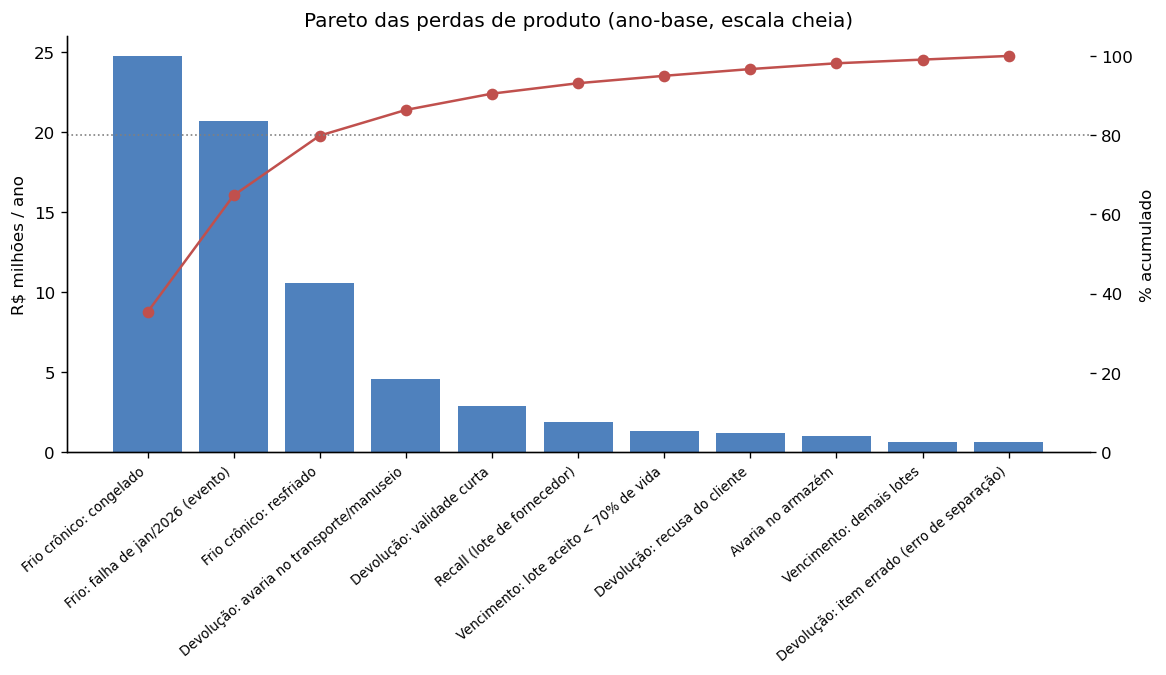 Pareto das perdas de produto (ano-base, escala cheia)
R$ milhões / ano
25
20
15
10
5
0
100
80
60
40
20
0
% acumulado
Frio crônico: congelado
Frio: falha de jan/2026 (evento)
Frio crônico: resfriado
Devolução: avaria no transporte/manuseio
Devolução: validade curta
Recall (lote de fornecedor)
Vencimento: lote aceito < 70% de vida
Devolução: recusa do cliente
Avaria no armazém
Vencimento: demais lotes
Devolução: item errado (erro de separação)